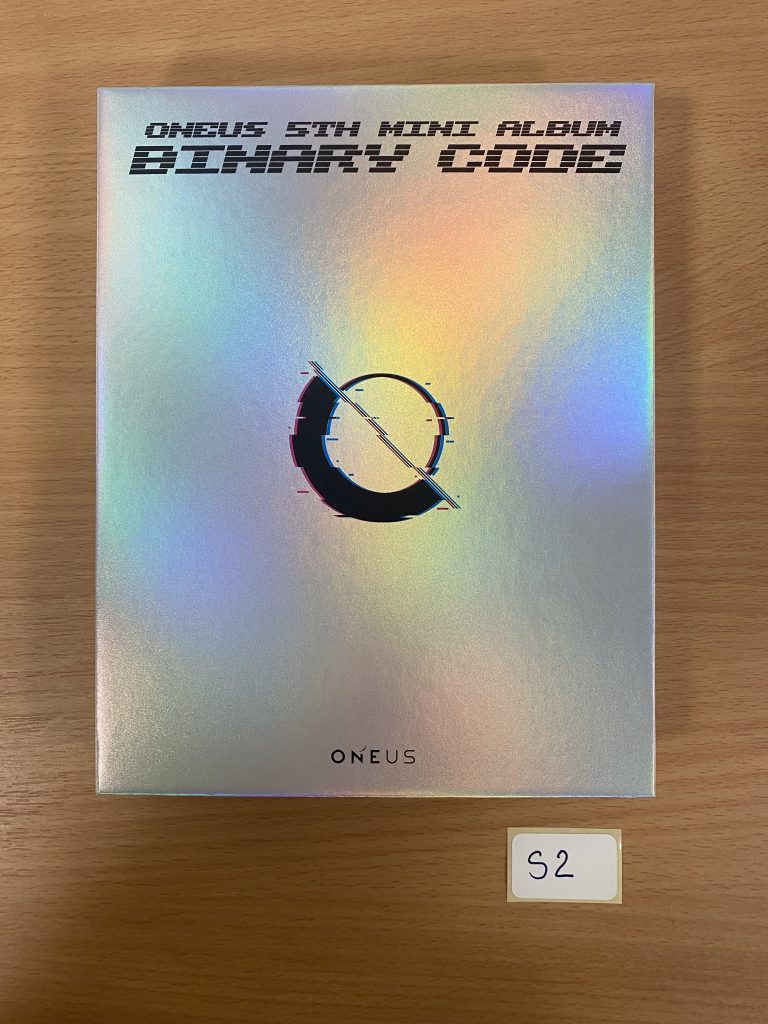 ONEUS 5TH MINI ALBUM
BINARY CODE
ONEUS
S2